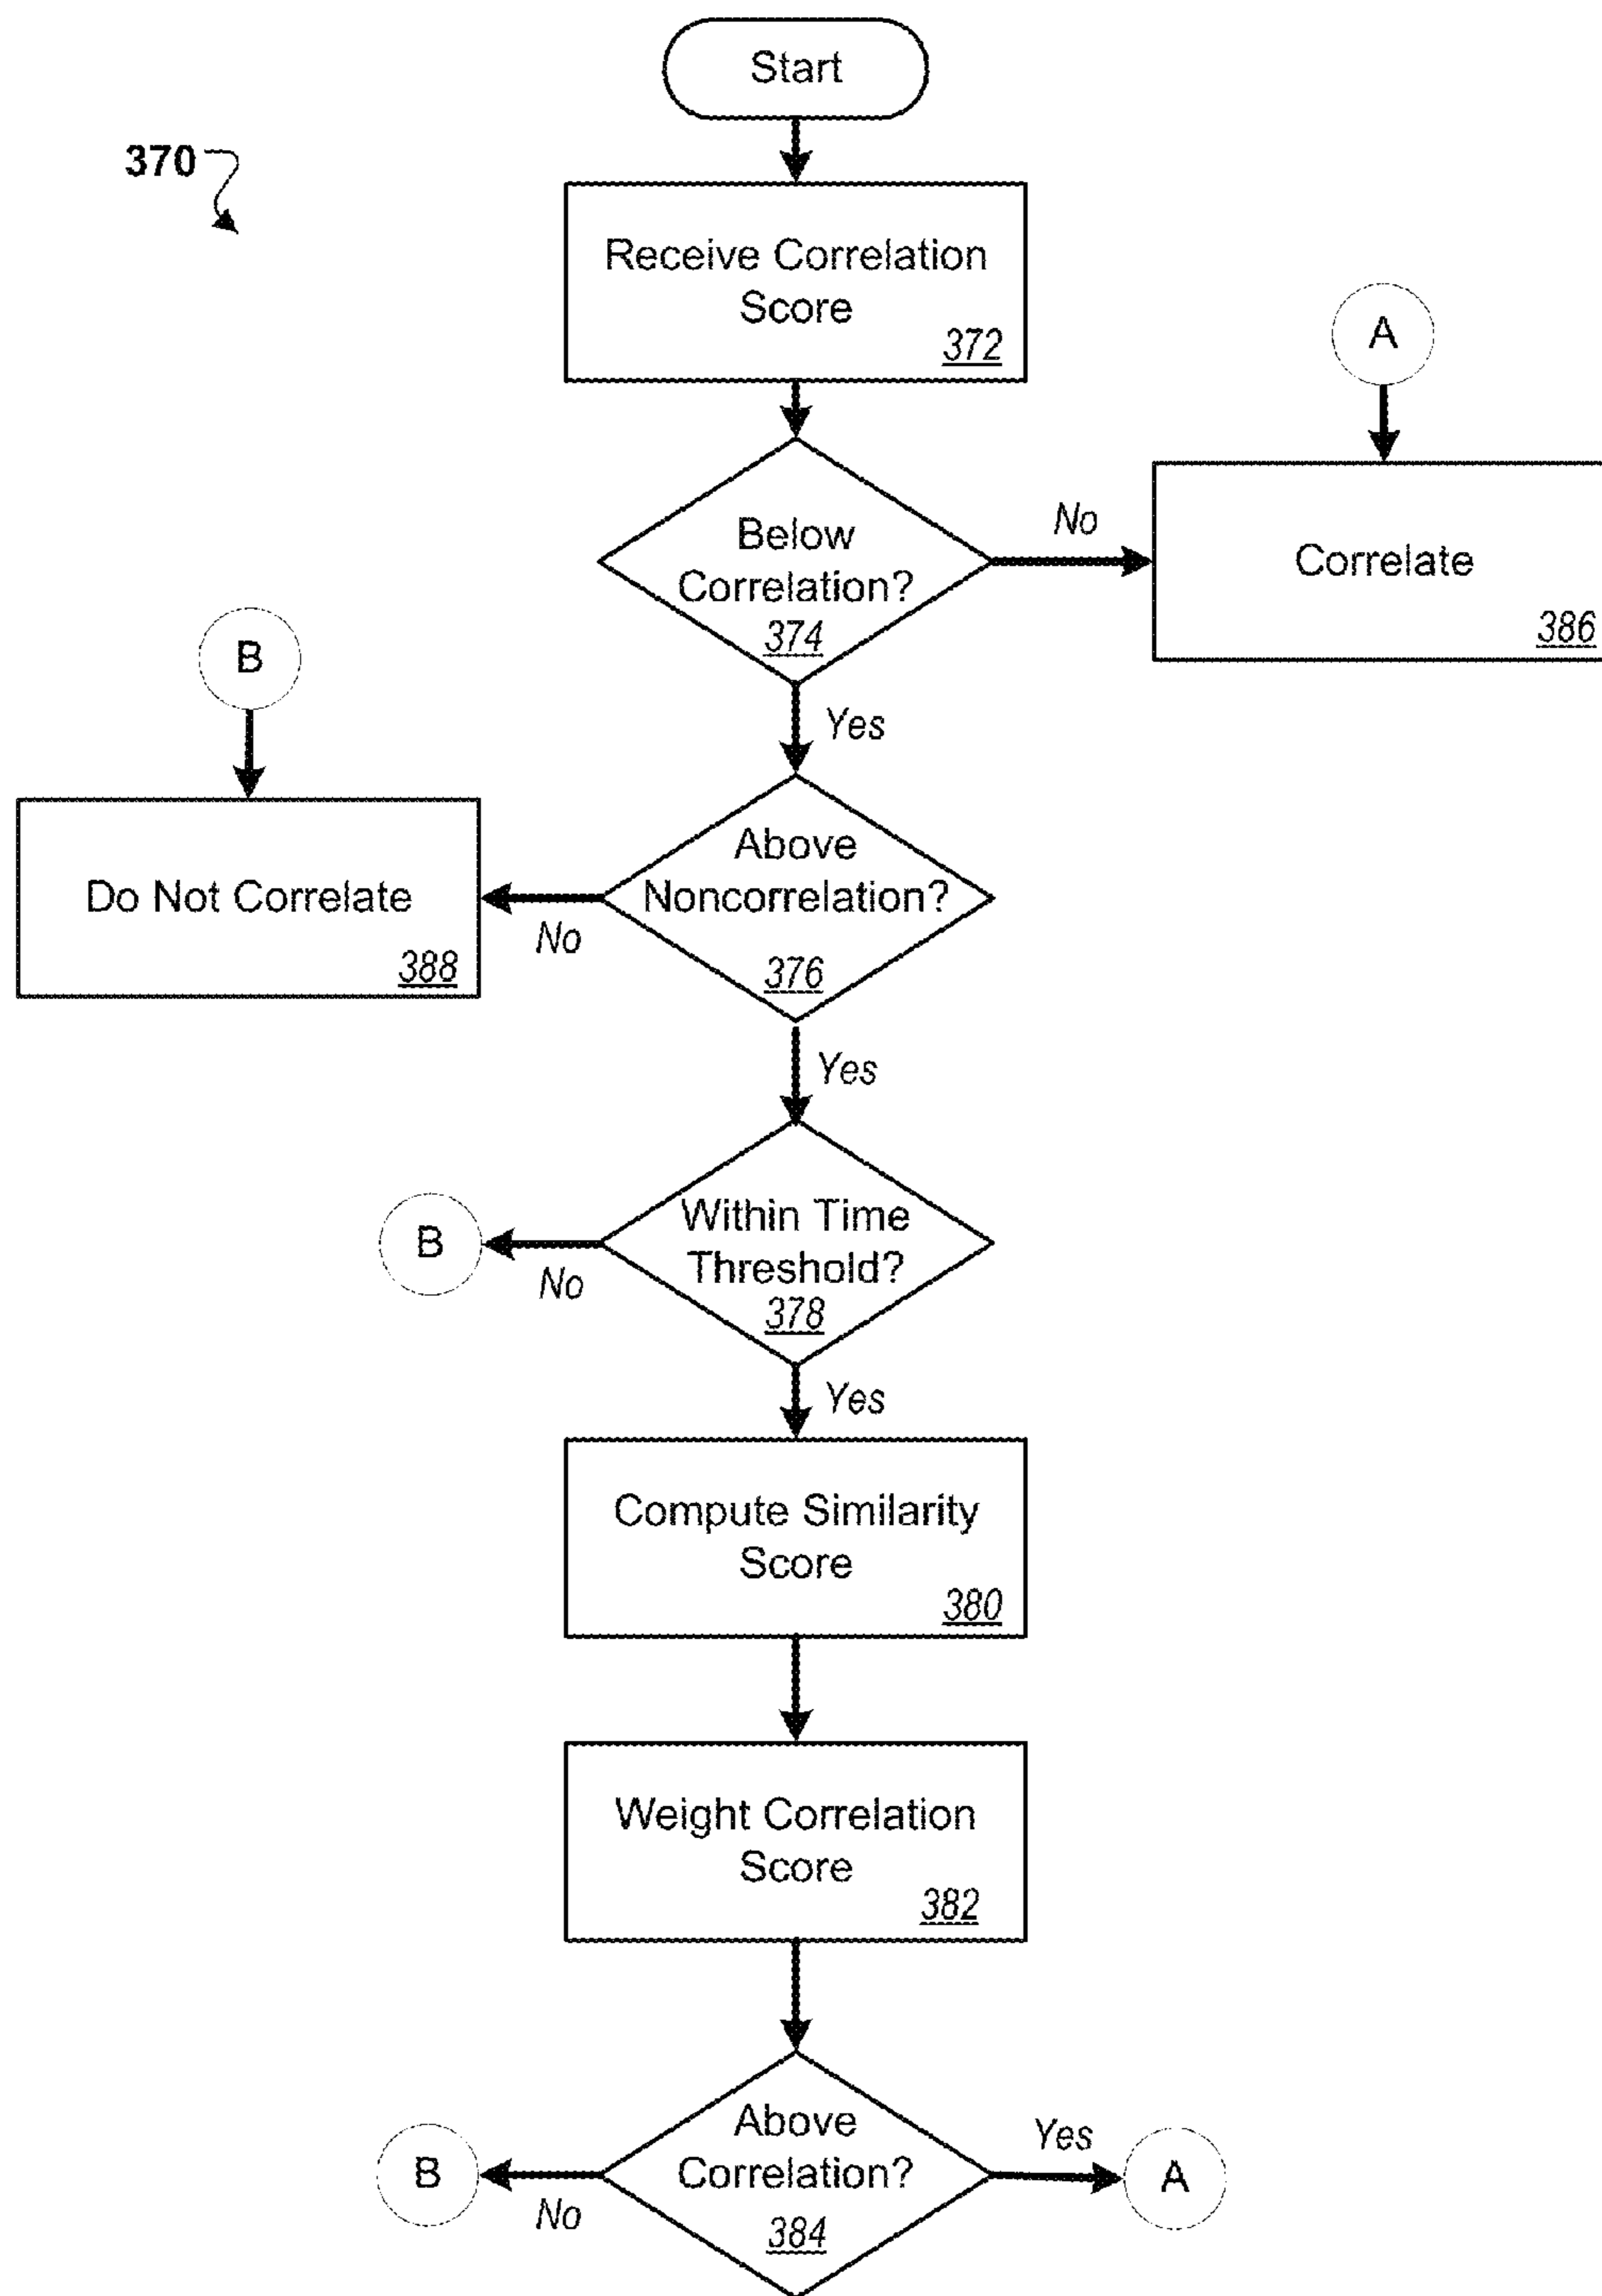 Start
370
Receive Correlation
Score
372
A
Below
Correlation?
374
No
Correlate
386
Yes
B
Above
Noncorrelation?
376
No
Do Not Correlate
388
Yes
Within Time
Threshold?
378
No
B
Yes
Compute Similarity
Score
380
Weight Correlation
Score
382
Above
Correlation?
384
No
B
Yes
A